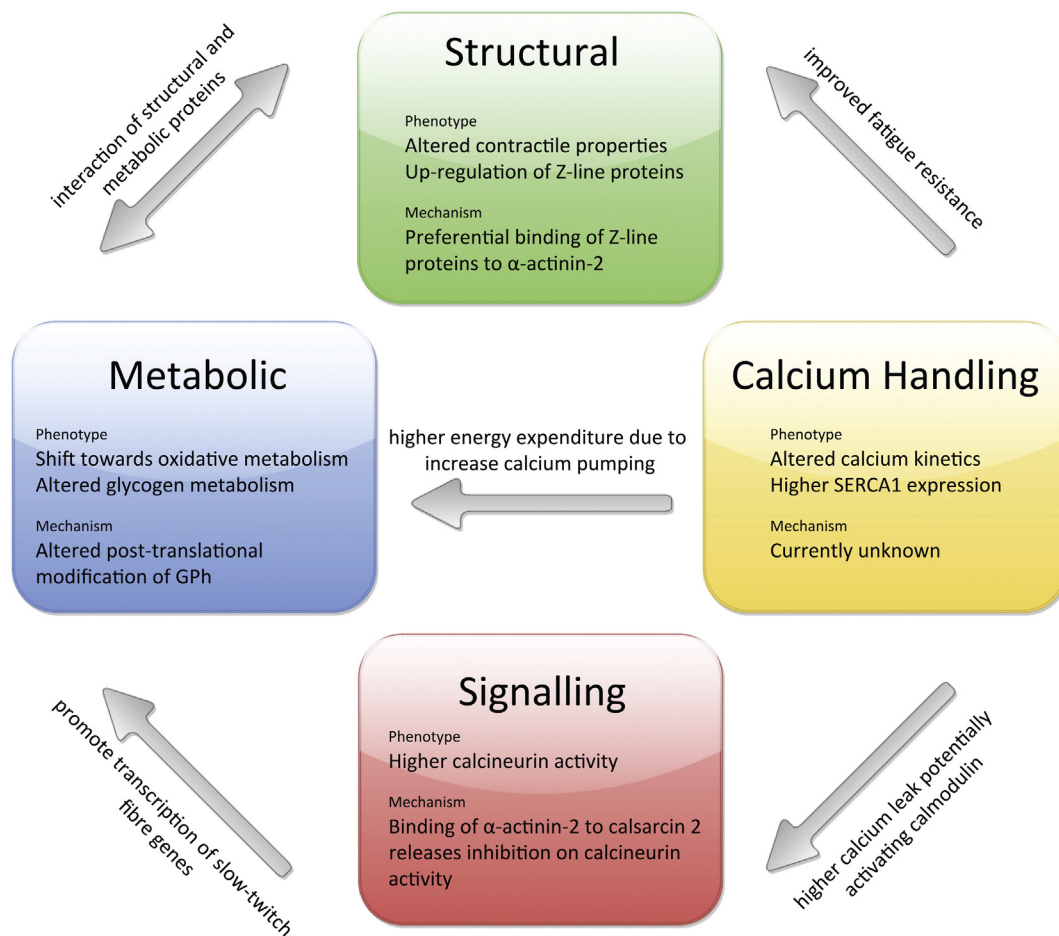 Structural
Phenotype
Altered contractile properties
Up-regulation of Z-line proteins
Mechanism
Preferential binding of Z-line
proteins to α-actinin-2
interaction of structural and
metabolic proteins
improved fatigue resistance
Metabolic
Phenotype
Shift towards oxidative metabolism
Altered glycogen metabolism
Mechanism
Altered post-translational
modification of GPh
higher energy expenditure due to
increase calcium pumping
Calcium Handling
Phenotype
Altered calcium kinetics
Higher SERCA1 expression
Mechanism
Currently unknown
Signalling
Phenotype
Higher calcineurin activity
Mechanism
Binding of α-actinin-2 to calsarcin 2
releases inhibition on calcineurin
activity
promote transcription of slow-twitch
fibre genes
higher calcium leak potentially
activating calmodulin